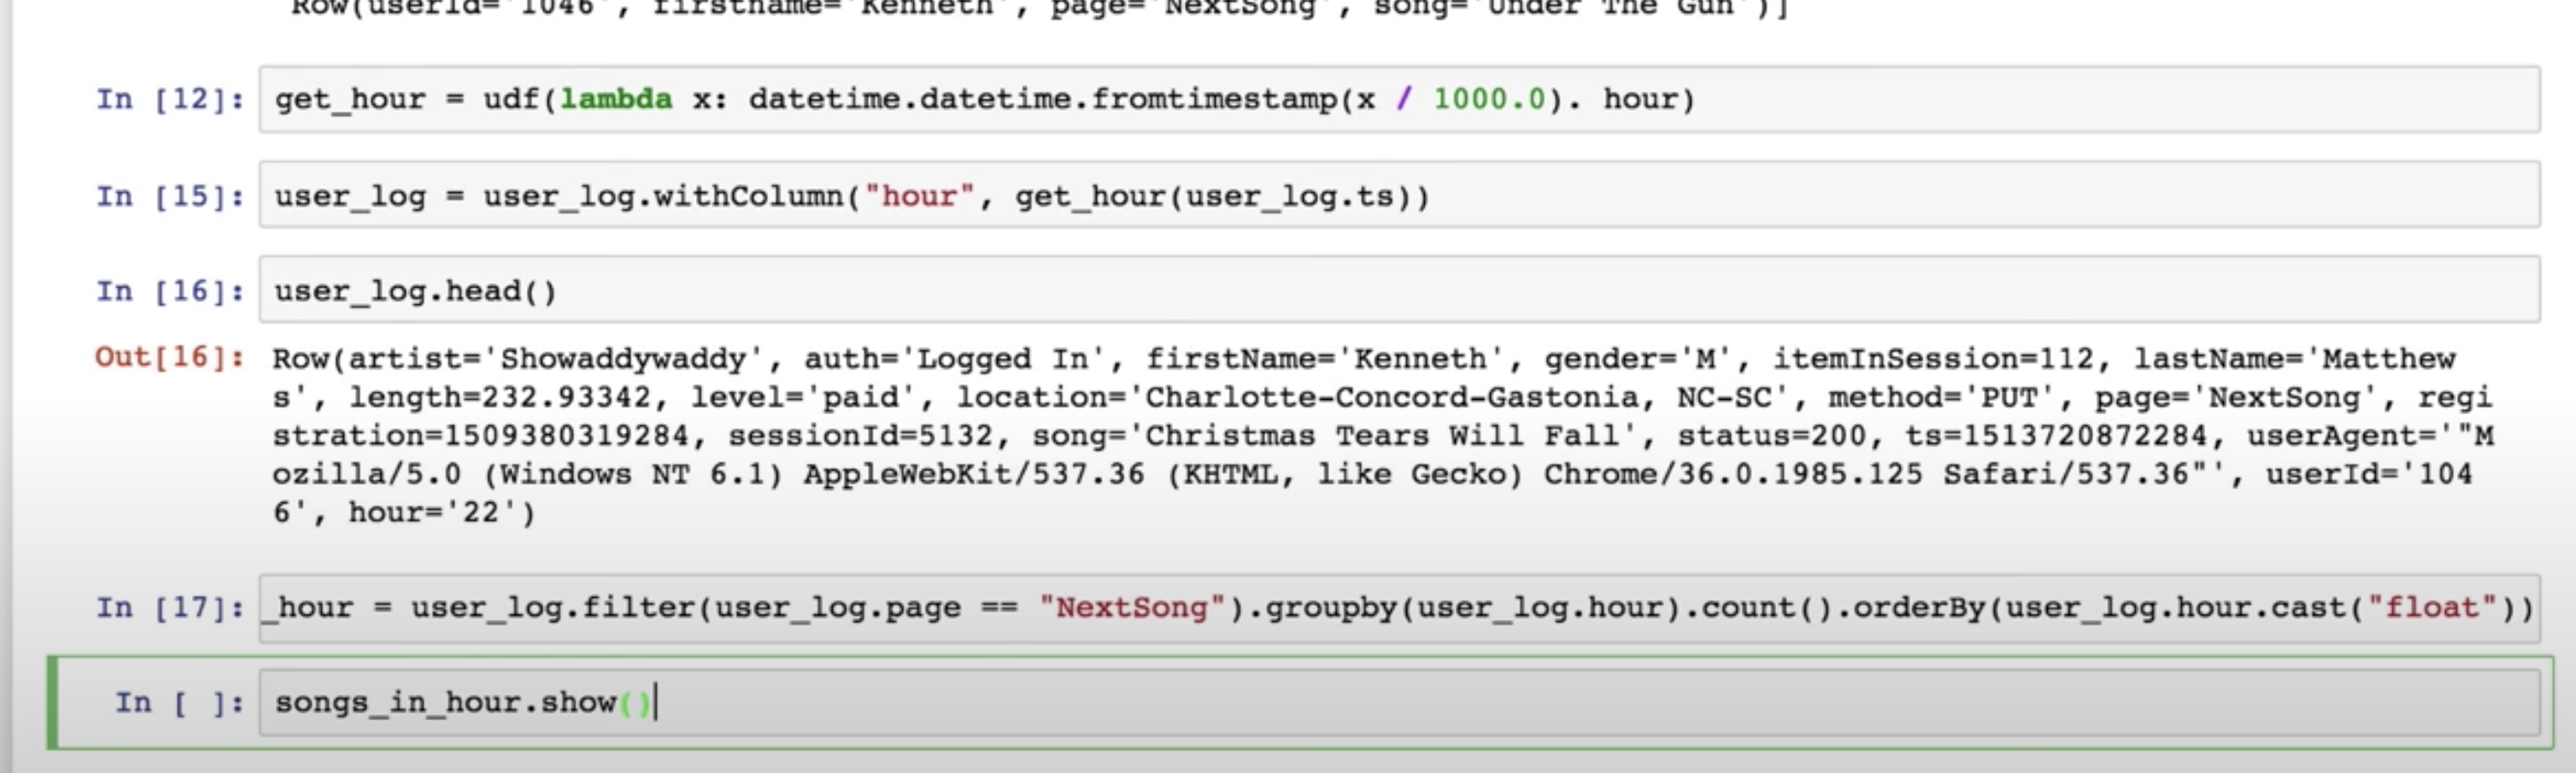 Row(userId='1046', firstname='Kenneth', page='NextSong', song='Under The Gun')]
In [12]: get_hour = udf(lambda x: datetime.datetime.fromtimestamp(x / 1000.0). hour)
In [15]: user_log = user_log.withColumn("hour", get_hour(user_log.ts))
In [16]: user_log.head()
Out[16]: Row(artist='Showaddywaddy', auth='Logged In', firstName='Kenneth', gender='M', itemInSession=112, lastName='Matthew
s', length=232.93342, level='paid', location='Charlotte-Concord-Gastonia, NC-SC', method='PUT', page='NextSong', regi
stration=1509380319284, sessionId=5132, song='Christmas Tears Will Fall', status=200, ts=1513720872284, userAgent='"M
ozilla/5.0 (Windows NT 6.1) AppleWebKit/537.36 (KHTML, like Gecko) Chrome/36.0.1985.125 Safari/537.36"', userId='104
6', hour='22')
In [17]: _hour = user_log.filter(user_log.page == "NextSong").groupby(user_log.hour).count().orderBy(user_log.hour.cast("float"))
In [ ]: songs_in_hour.show()